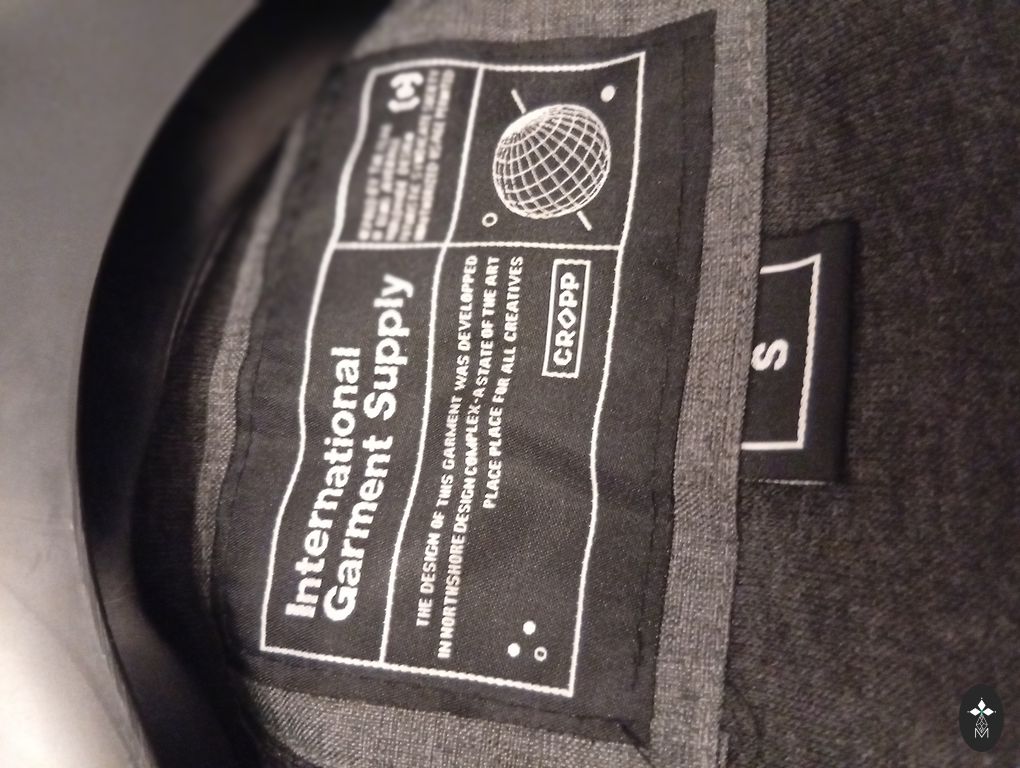 International
Garment Supply
THE DESIGN OF THIS GARMENT WAS DEVELOPPED
IN NORTHSHORE DESIGN COMPLEX-A STATE OF THE ART
PLACE PLACE FOR ALL CREATIVES
CROPP
S
M